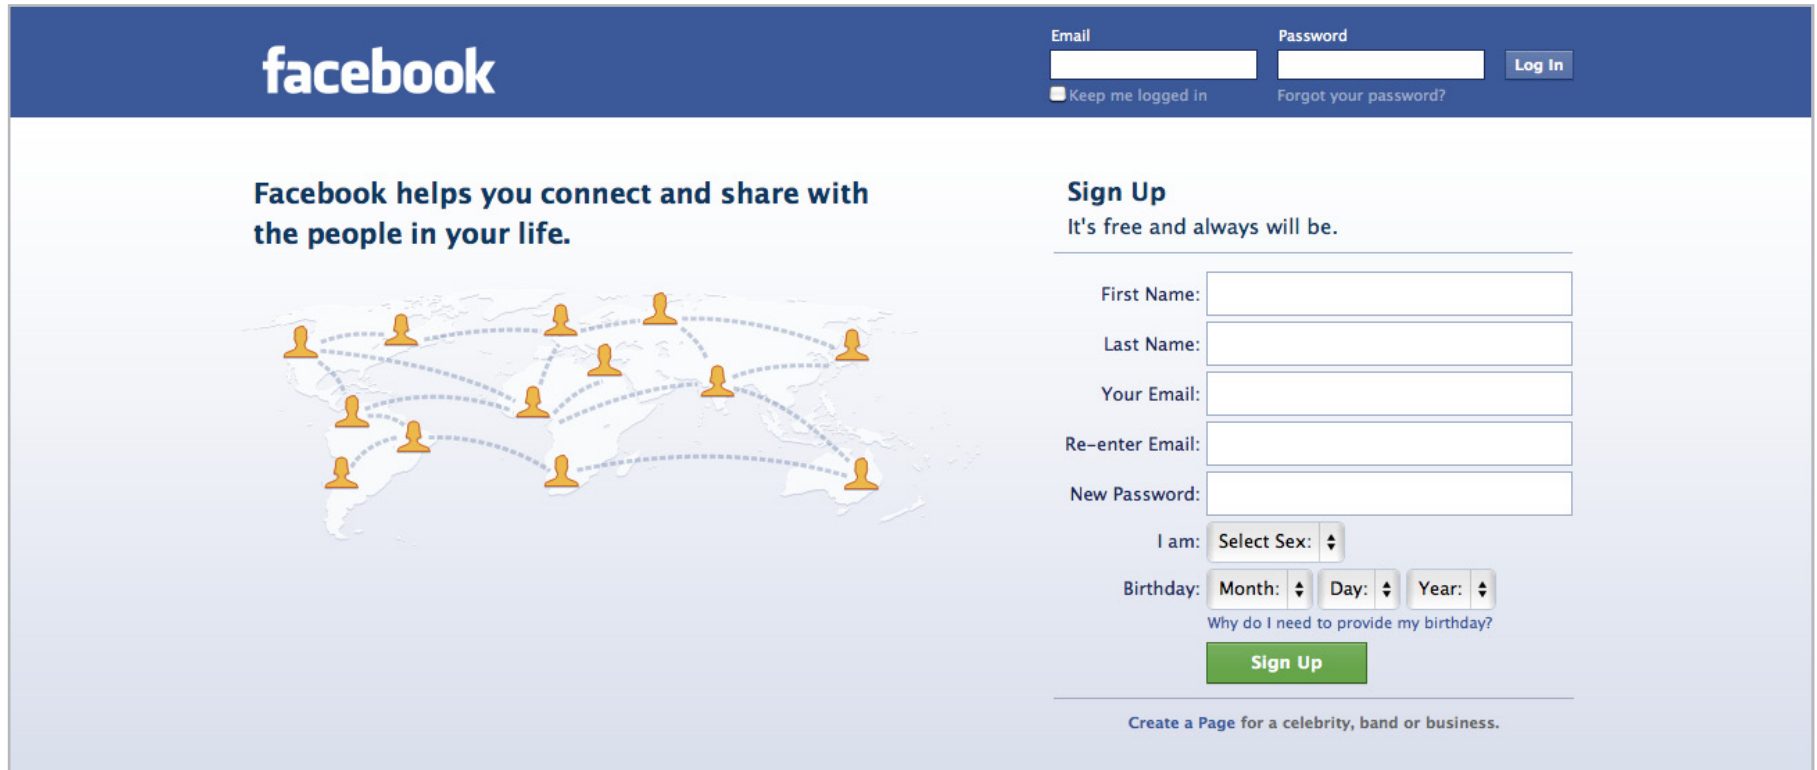 facebook
Email
Password
Log In
Keep me logged in
Forgot your password?
Facebook helps you connect and share with
the people in your life.
Sign Up
It's free and always will be.
First Name:
Last Name:
Your Email:
Re-enter Email:
New Password:
I am: Select Sex:
Birthday: Month: Day: Year:
Why do I need to provide my birthday?
Sign Up
Create a Page for a celebrity, band or business.